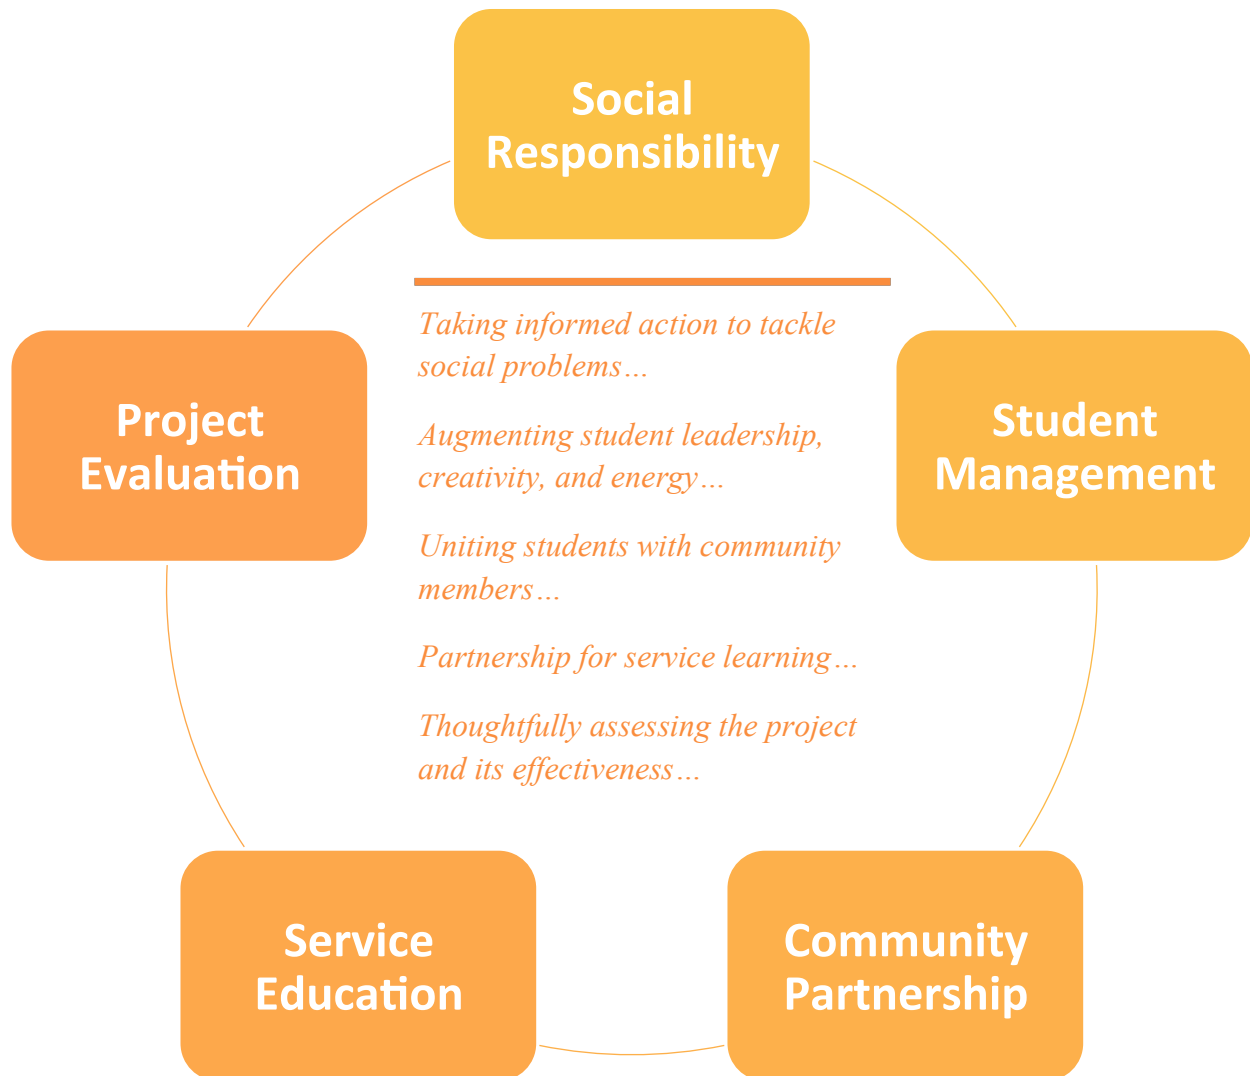 Social
Responsibility
Taking informed action to tackle
social problems…
Augmenting student leadership,
creativity, and energy…
Uniting students with community
members…
Partnership for service learning…
Thoughtfully assessing the project
and its effectiveness…
Project
Evaluation
Student
Management
Service
Education
Community
Partnership